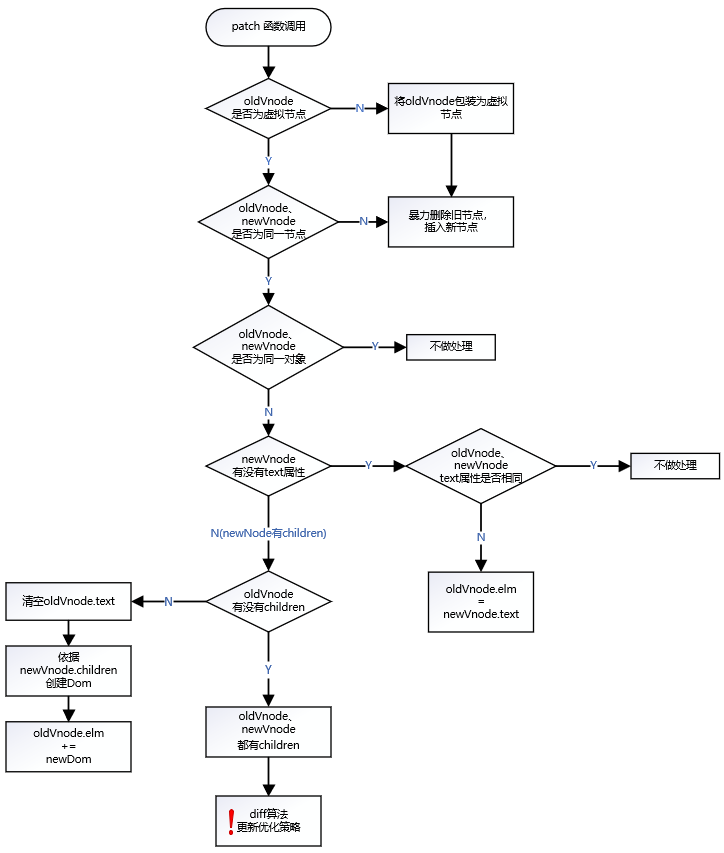 patch 函数调用
oldVnode
是否为虚拟节点
N
将oldVnode包装为虚拟
节点
Y
oldVnode、
newVnode
是否为同一节点
N
暴力删除旧节点,
插入新节点
Y
oldVnode、
newVnode
是否为同一对象
Y
不做处理
N
newVnode
有没有text属性
Y
oldVnode、
newVnode
text属性是否相同
Y
不做处理
N
oldVnode.elm
=
newVnode.text
N(newNode有children)
oldVnode
有没有children
N
清空oldVnode.text
依据
newVnode.children
创建Dom
oldVnode.elm
+=
newDom
Y
oldVnode、
newVnode
都有children
diff算法
更新优化策略